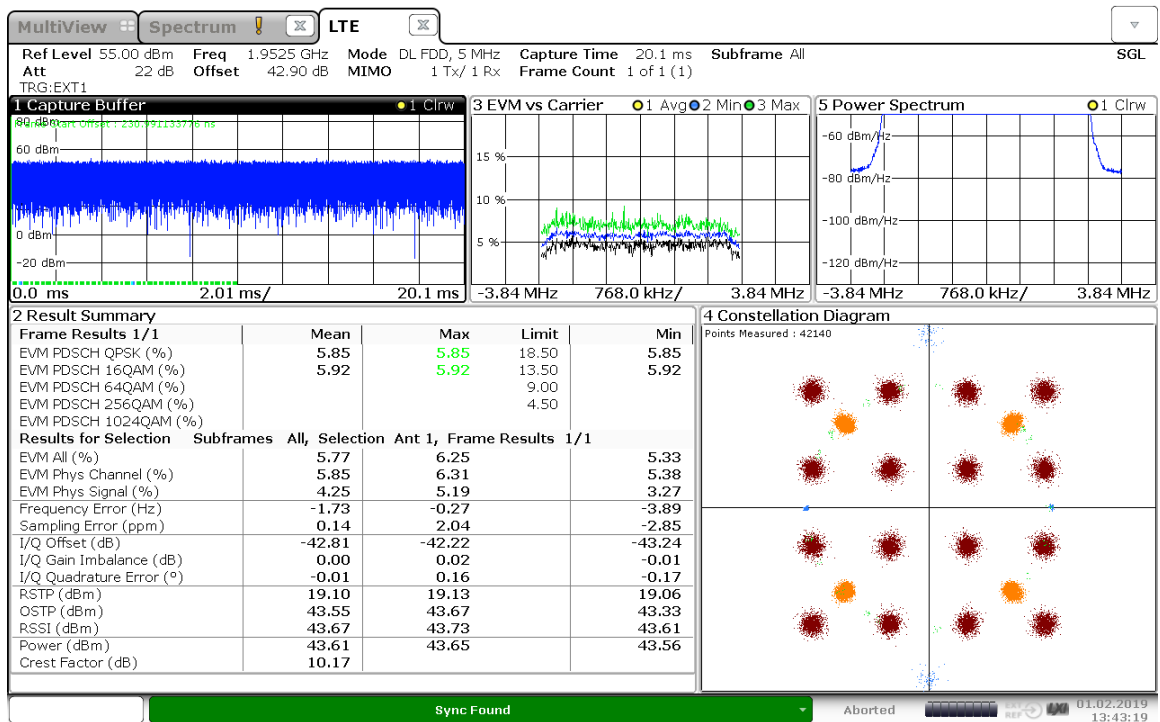 MultiView Spectrum LTE
Ref Level 55.00 dBm Freq 1.9525 GHz Mode DL FDD, 5 MHz Capture Time 20.1 ms Subframe All SGL
Att 22 dB Offset 42.90 dB MIMO 1 Tx/ 1 Rx Frame Count 1 of 1 (1)
TRG:EXT1
1 Capture Buffer 1 Clrw
80 dBm
Frame Start Offset : 230.991133776 ns
60 dBm
0 dBm
-20 dBm
0.0 ms 2.01 ms/ 20.1 ms
3 EVM vs Carrier 1 Avg 2 Min 3 Max
15 %
10 %
5 %
-3.84 MHz 768.0 kHz/ 3.84 MHz
5 Power Spectrum 1 Clrw
-60 dBm/Hz
-80 dBm/Hz
-100 dBm/Hz
-120 dBm/Hz
-3.84 MHz 768.0 kHz/ 3.84 MHz
2 Result Summary
Frame Results 1/1 Mean Max Limit Min
EVM PDSCH QPSK (%) 5.85 5.85 18.50 5.85
EVM PDSCH 16QAM (%) 5.92 5.92 13.50 5.92
EVM PDSCH 64QAM (%) 9.00
EVM PDSCH 256QAM (%) 4.50
EVM PDSCH 1024QAM (%)
Results for Selection Subframes All, Selection Ant 1, Frame Results 1/1
EVM All (%) 5.77 6.25 5.33
EVM Phys Channel (%) 5.85 6.31 5.38
EVM Phys Signal (%) 4.25 5.19 3.27
Frequency Error (Hz) -1.73 -0.27 -3.89
Sampling Error (ppm) 0.14 2.04 -2.85
I/Q Offset (dB) -42.81 -42.22 -43.24
I/Q Gain Imbalance (dB) 0.00 0.02 -0.01
I/Q Quadrature Error (°) -0.01 0.16 -0.17
RSTP (dBm) 19.10 19.13 19.06
OSTP (dBm) 43.55 43.67 43.33
RSSI (dBm) 43.67 43.73 43.61
Power (dBm) 43.61 43.65 43.56
Crest Factor (dB) 10.17
4 Constellation Diagram
Points Measured : 42140
Sync Found
Aborted
EXT REF
01.02.2019
13:43:19